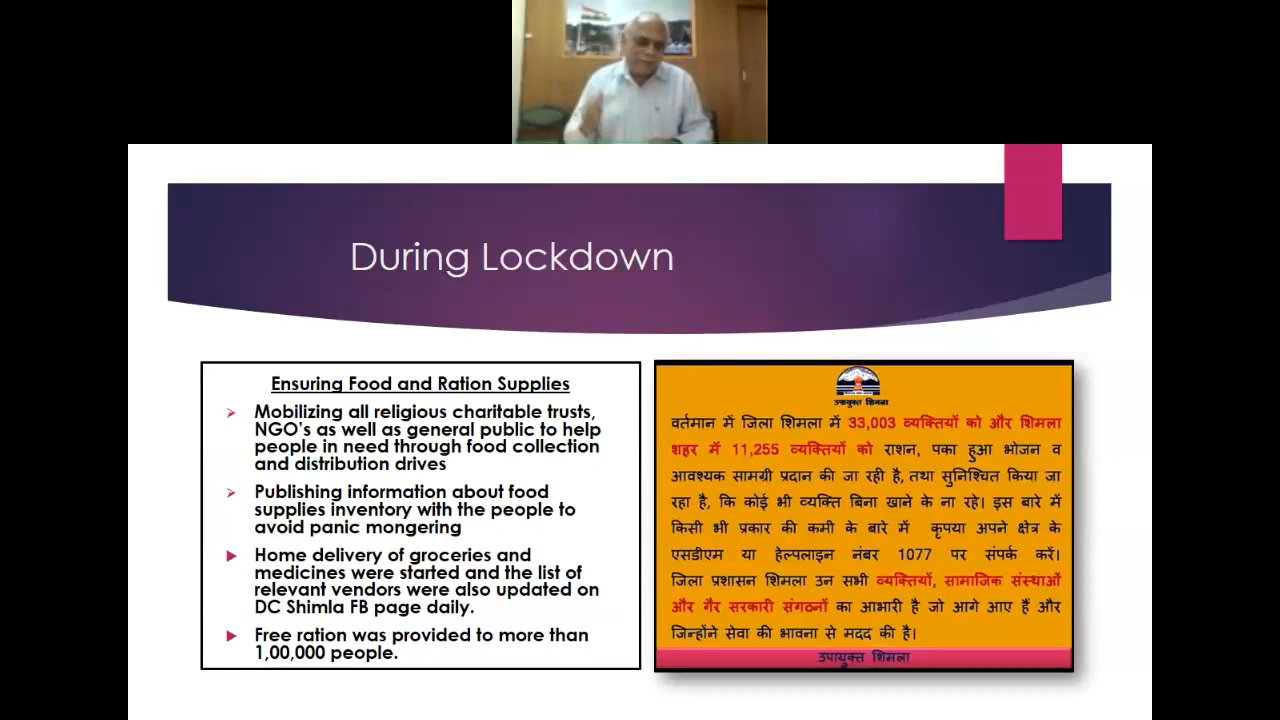 During Lockdown
Ensuring Food and Ration Supplies
Mobilizing all religious charitable trusts,
NGO's as well as general public to help
people in need through food collection
and distribution drives
Publishing information about food
supplies inventory with the people to
avoid panic mongering
Home delivery of groceries and
medicines were started and the list of
relevant vendors were also updated on
DC Shimla FB page daily.
Free ration was provided to more than
1,00,000 people.
उपायुक्त शिमला
वर्तमान में जिला शिमला में 33,003 व्यक्तियों को और शिमला
शहर में 11,255 व्यक्तियों को राशन, पका हुआ भोजन व
आवश्यक सामग्री प्रदान की जा रही है, तथा सुनिश्चित किया जा
रहा है, कि कोई भी व्यक्ति बिना खाने के ना रहे। इस बारे में
किसी भी प्रकार की कमी के बारे में कृपया अपने क्षेत्र के
एसडीएम या हेल्पलाइन नंबर 1077 पर संपर्क करें।
जिला प्रशासन शिमला उन सभी व्यक्तियों, सामाजिक संस्थाओं
और गैर सरकारी संगठनों का आभारी है जो आगे आए हैं और
जिन्होंने सेवा की भावना से मदद की है।
उपायुक्त शिमला